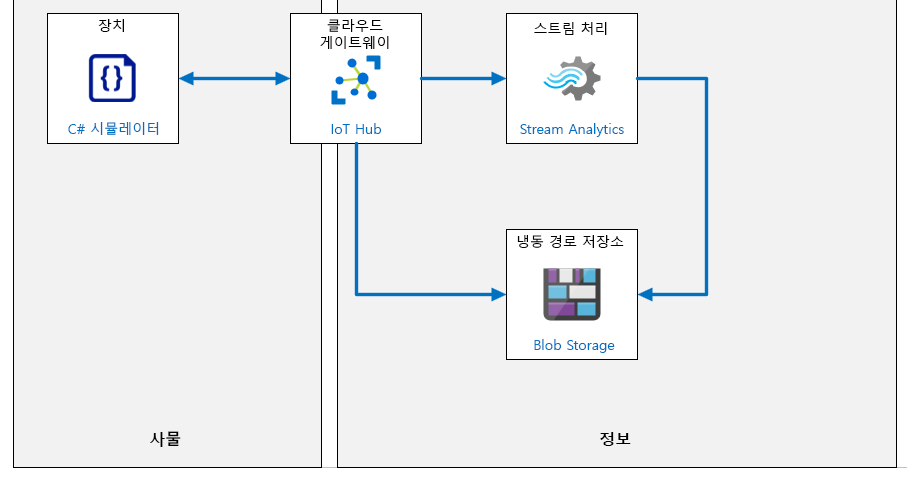 장치
C# 시뮬레이터
클라우드
게이트웨이
IoT Hub
스트림 처리
Stream Analytics
냉동 경로 저장소
Blob Storage
사물
정보